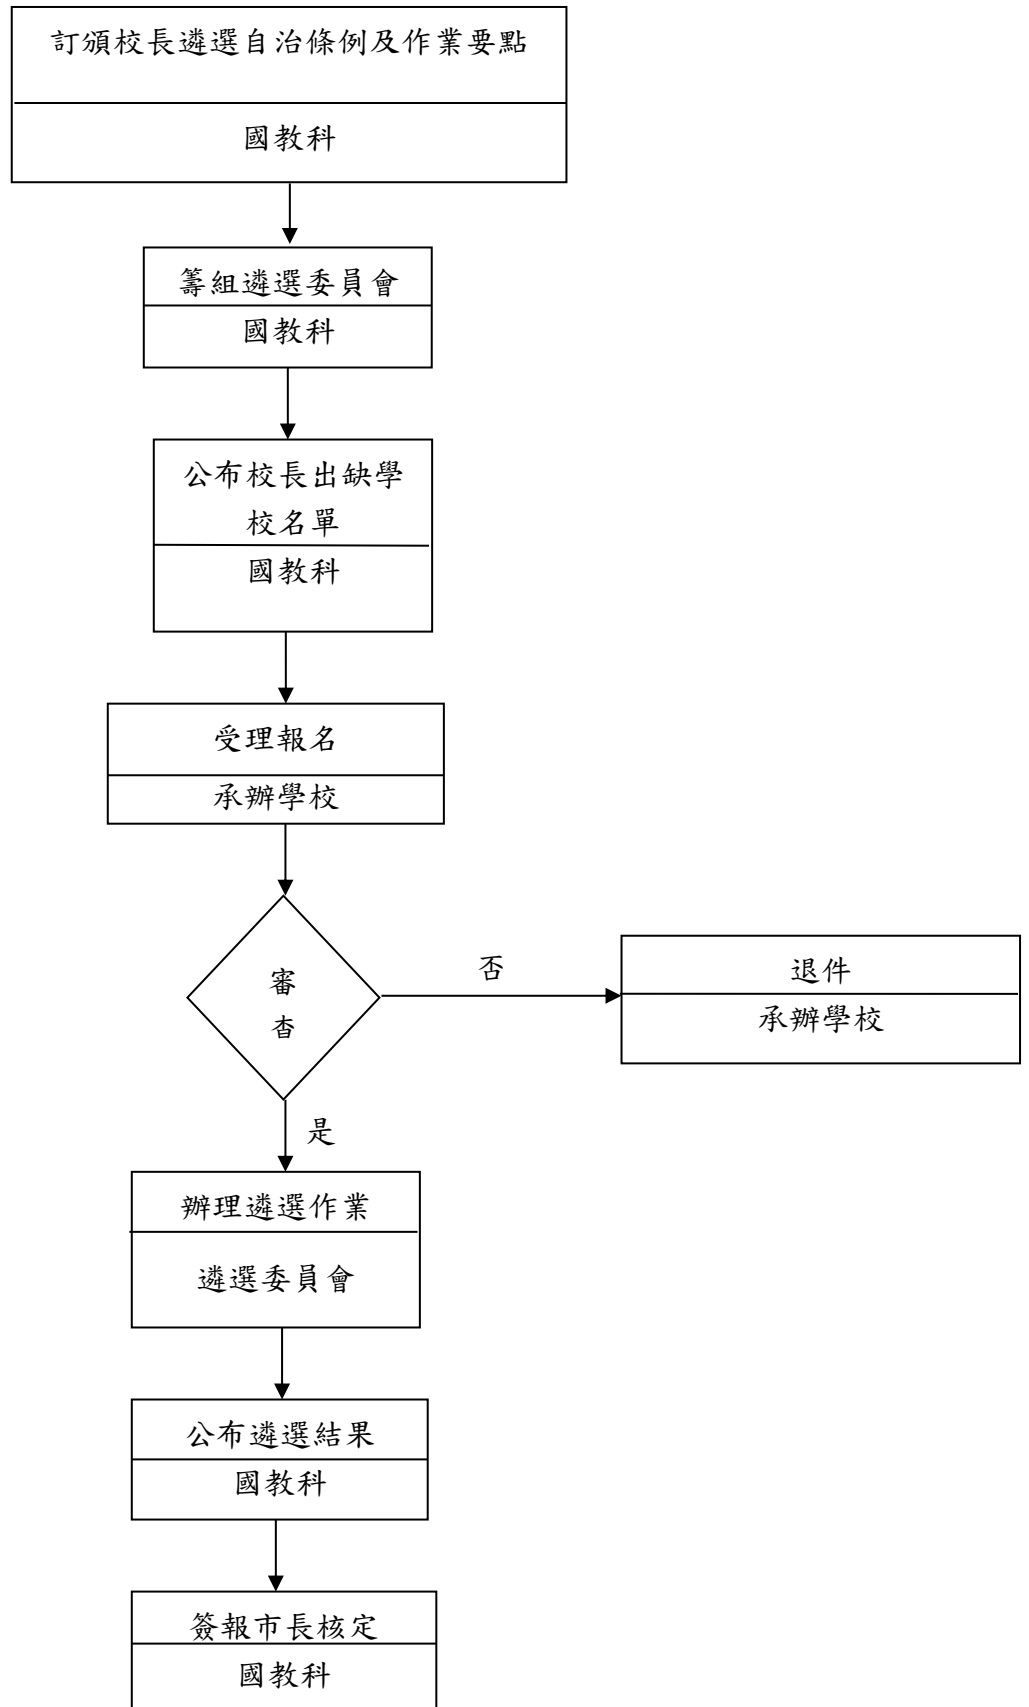 訂頒校長遴選自治條例及作業要點
國教科
籌組遴選委員會
國教科
公布校長出缺學
校名單
國教科
受理報名
承辦學校
審
查
否
退件
承辦學校
是
辦理遴選作業
遴選委員會
公布遴選結果
國教科
簽報市長核定
國教科